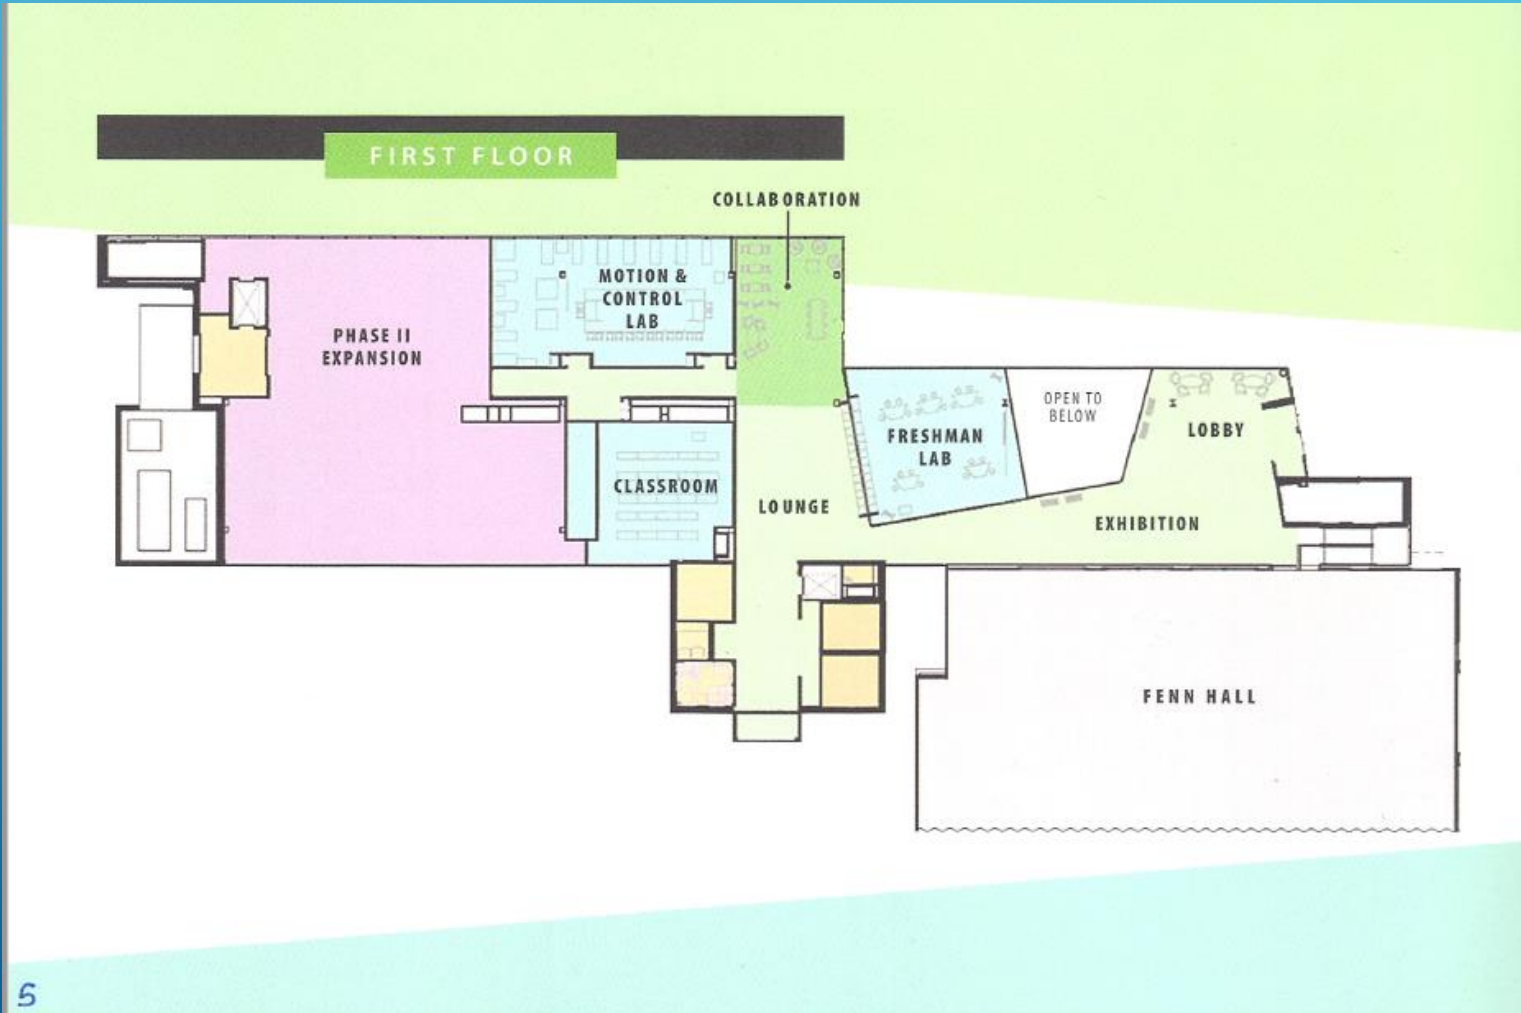 FIRST FLOOR
COLLABORATION
MOTION &
CONTROL
LAB
PHASE II
EXPANSION
OPEN TO
BELOW
LOBBY
FRESHMAN
LAB
CLASSROOM
LOUNGE
EXHIBITION
FENN HALL
5